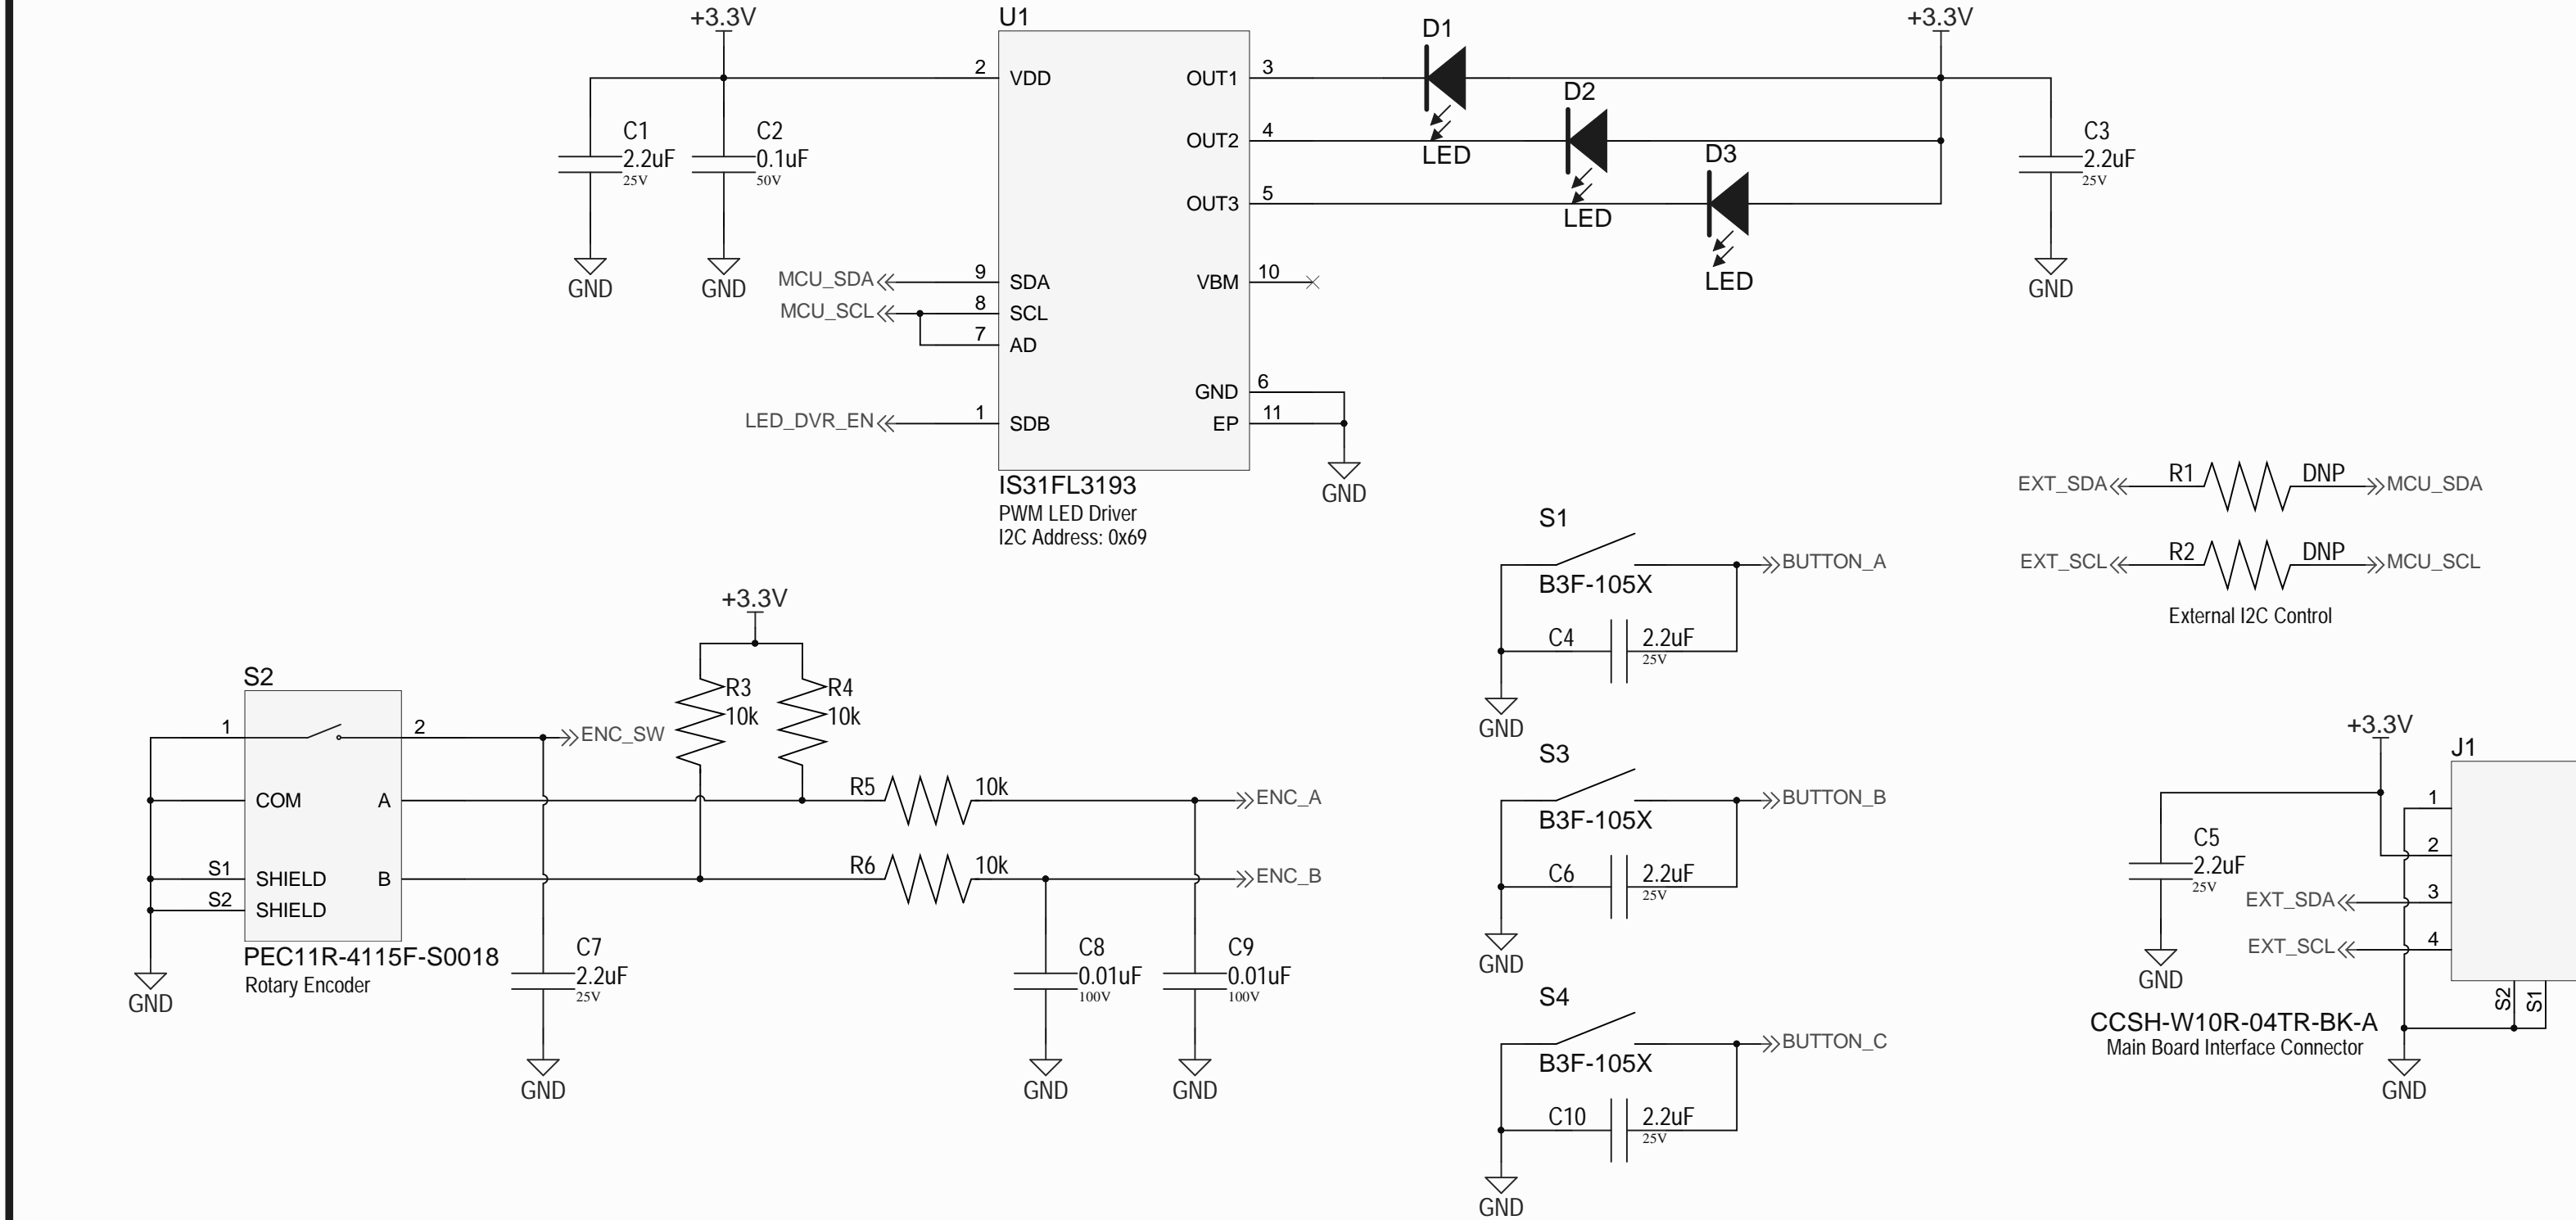 +3.3V
C1
2.2uF
25V
GND
C2
0.1uF
50V
GND
MCU_SDA
MCU_SCL
LED_DVR_EN
U1
2 VDD
9 SDA
8 SCL
7 AD
1 SDB
OUT1 3
OUT2 4
OUT3 5
VBM 10
GND 6
EP 11
IS31FL3193
PWM LED Driver
I2C Address: 0x69
GND
D1
LED
D2
LED
D3
LED
+3.3V
C3
2.2uF
25V
GND
EXT_SDA R1 DNP MCU_SDA
EXT_SCL R2 DNP MCU_SCL
External I2C Control
S2
1
2
COM
A
S1 SHIELD
B
S2 SHIELD
PEC11R-4115F-S0018
Rotary Encoder
GND
ENC_SW
C7
2.2uF
25V
GND
+3.3V
R3
10k
R4
10k
R5 10k ENC_A
R6 10k ENC_B
C8
0.01uF
100V
GND
C9
0.01uF
100V
GND
S1
BUTTON_A
B3F-105X
C4 2.2uF
25V
GND
S3
BUTTON_B
B3F-105X
C6 2.2uF
25V
GND
S4
BUTTON_C
B3F-105X
C10 2.2uF
25V
GND
+3.3V
J1
1
2
3
4
C5
2.2uF
25V
GND
EXT_SDA
EXT_SCL
S2
S1
CCSH-W10R-04TR-BK-A
Main Board Interface Connector
GND